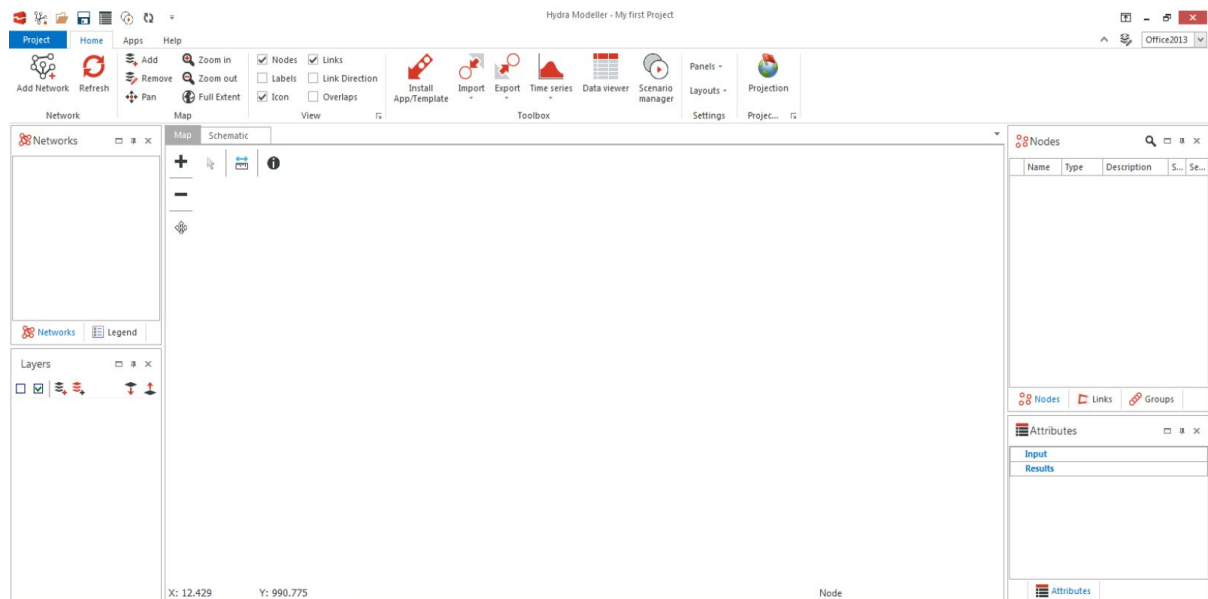 Hydra Modeller - My first Project
Project Home Apps Help Office2013
Add Network Refresh
Network
Add Zoom in
Remove Zoom out
Pan Full Extent
Map
Nodes Links
Labels Link Direction
Icon Overlaps
View
Install
App/Template
Import Export Time series Data viewer Scenario
manager
Toolbox
Panels
Layouts
Settings
Projection
Projec...
Networks
Networks Legend
Layers
Map Schematic
X: 12.429 Y: 990.775 Node
Nodes
Name Type Description S... Se...
Nodes Links Groups
Attributes
Input
Results
Attributes